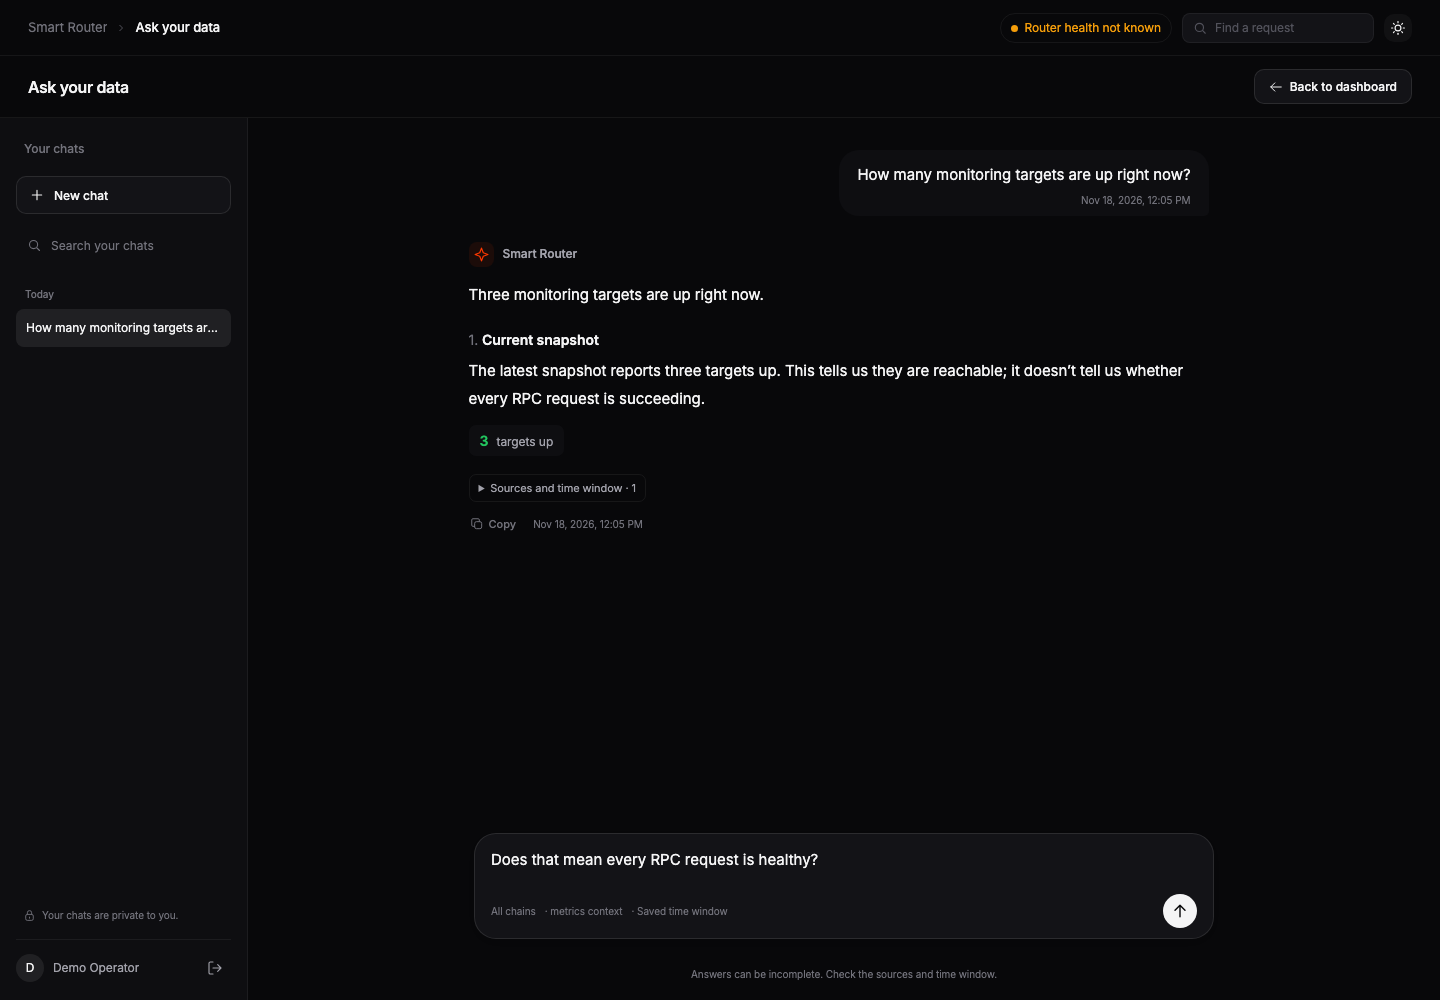 Smart Router > Ask your data
Router health not known
Find a request
Ask your data
Back to dashboard
Your chats
New chat
Search your chats
Today
How many monitoring targets ar...
Your chats are private to you.
D Demo Operator
How many monitoring targets are up right now?
Nov 18, 2026, 12:05 PM
Smart Router
Three monitoring targets are up right now.
1. Current snapshot
The latest snapshot reports three targets up. This tells us they are reachable; it doesn’t tell us whether
every RPC request is succeeding.
3 targets up
Sources and time window · 1
Copy Nov 18, 2026, 12:05 PM
Does that mean every RPC request is healthy?
All chains · metrics context · Saved time window
Answers can be incomplete. Check the sources and time window.